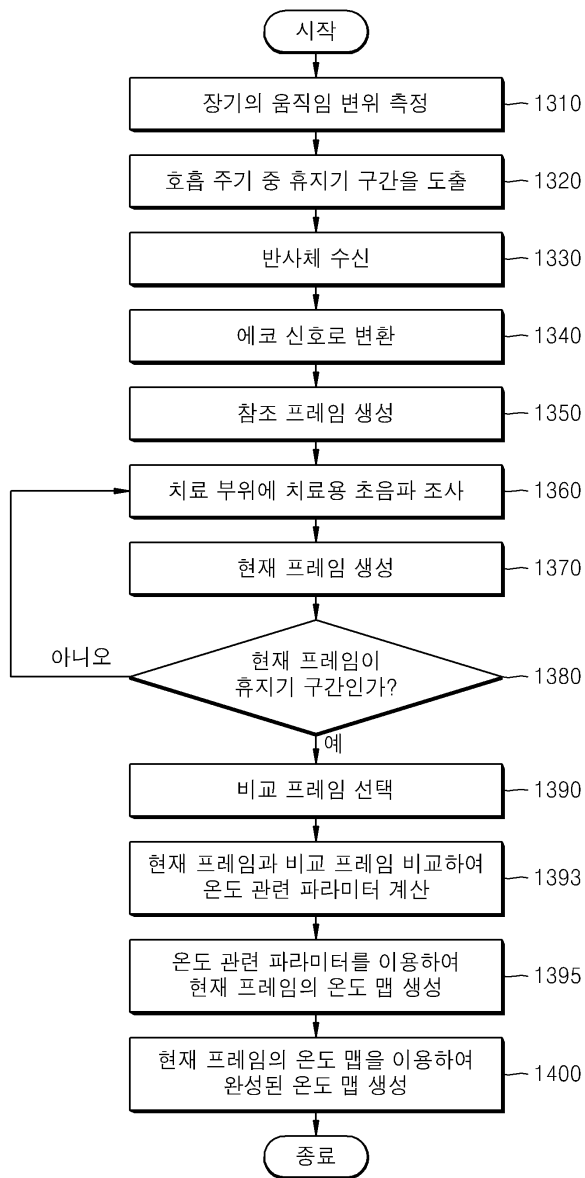 시작
장기의 움직임 변위 측정
1310
호흡 주기 중 휴지기 구간을 도출
1320
반사체 수신
1330
에코 신호로 변환
1340
참조 프레임 생성
1350
치료 부위에 치료용 초음파 조사
1360
현재 프레임 생성
1370
아니오
현재 프레임이
휴지기 구간인가?
1380
예
비교 프레임 선택
1390
현재 프레임과 비교 프레임 비교하여
온도 관련 파라미터 계산
1393
온도 관련 파라미터를 이용하여
현재 프레임의 온도 맵 생성
1395
현재 프레임의 온도 맵을 이용하여
완성된 온도 맵 생성
1400
종료